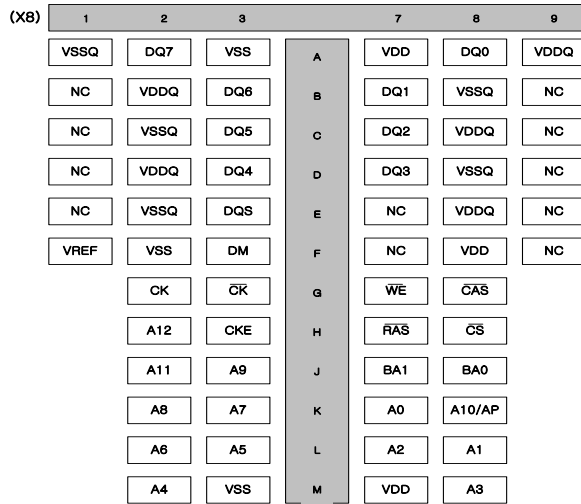 (X8) 1 2 3 7 8 9
VSSQ DQ7 VSS A VDD DQ0 VDDQ
NC VDDQ DQ6 B DQ1 VSSQ NC
NC VSSQ DQ5 C DQ2 VDDQ NC
NC VDDQ DQ4 D DQ3 VSSQ NC
NC VSSQ DQS E NC VDDQ NC
VREF VSS DM F NC VDD NC
CK C̅K̅ G W̅E̅ C̅A̅S̅
A12 CKE H R̅A̅S̅ C̅S̅
A11 A9 J BA1 BA0
A8 A7 K A0 A10/AP
A6 A5 L A2 A1
A4 VSS M VDD A3